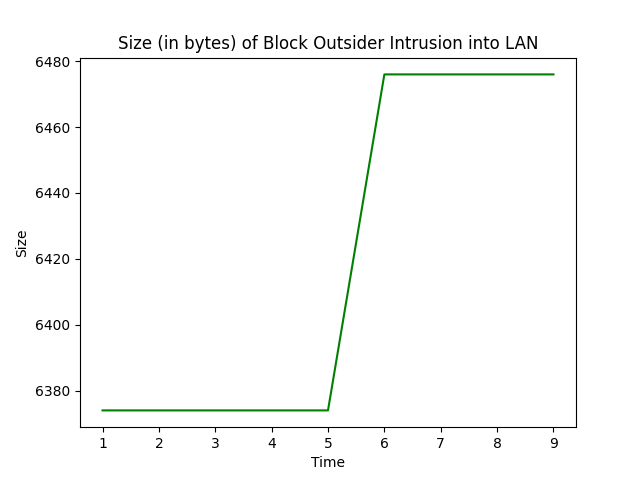 Size (in bytes) of Block Outsider Intrusion into LAN
6480
6460
6440
6420
6400
6380
Size
1 2 3 4 5 6 7 8 9
Time